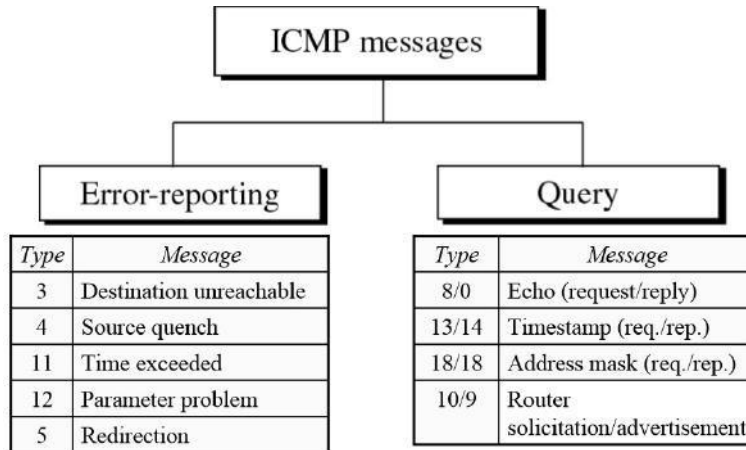 ICMP messages
Error-reporting
Type Message
3 Destination unreachable
4 Source quench
11 Time exceeded
12 Parameter problem
5 Redirection
Query
Type Message
8/0 Echo (request/reply)
13/14 Timestamp (req./rep.)
18/18 Address mask (req./rep.)
10/9 Router
solicitation/advertisement